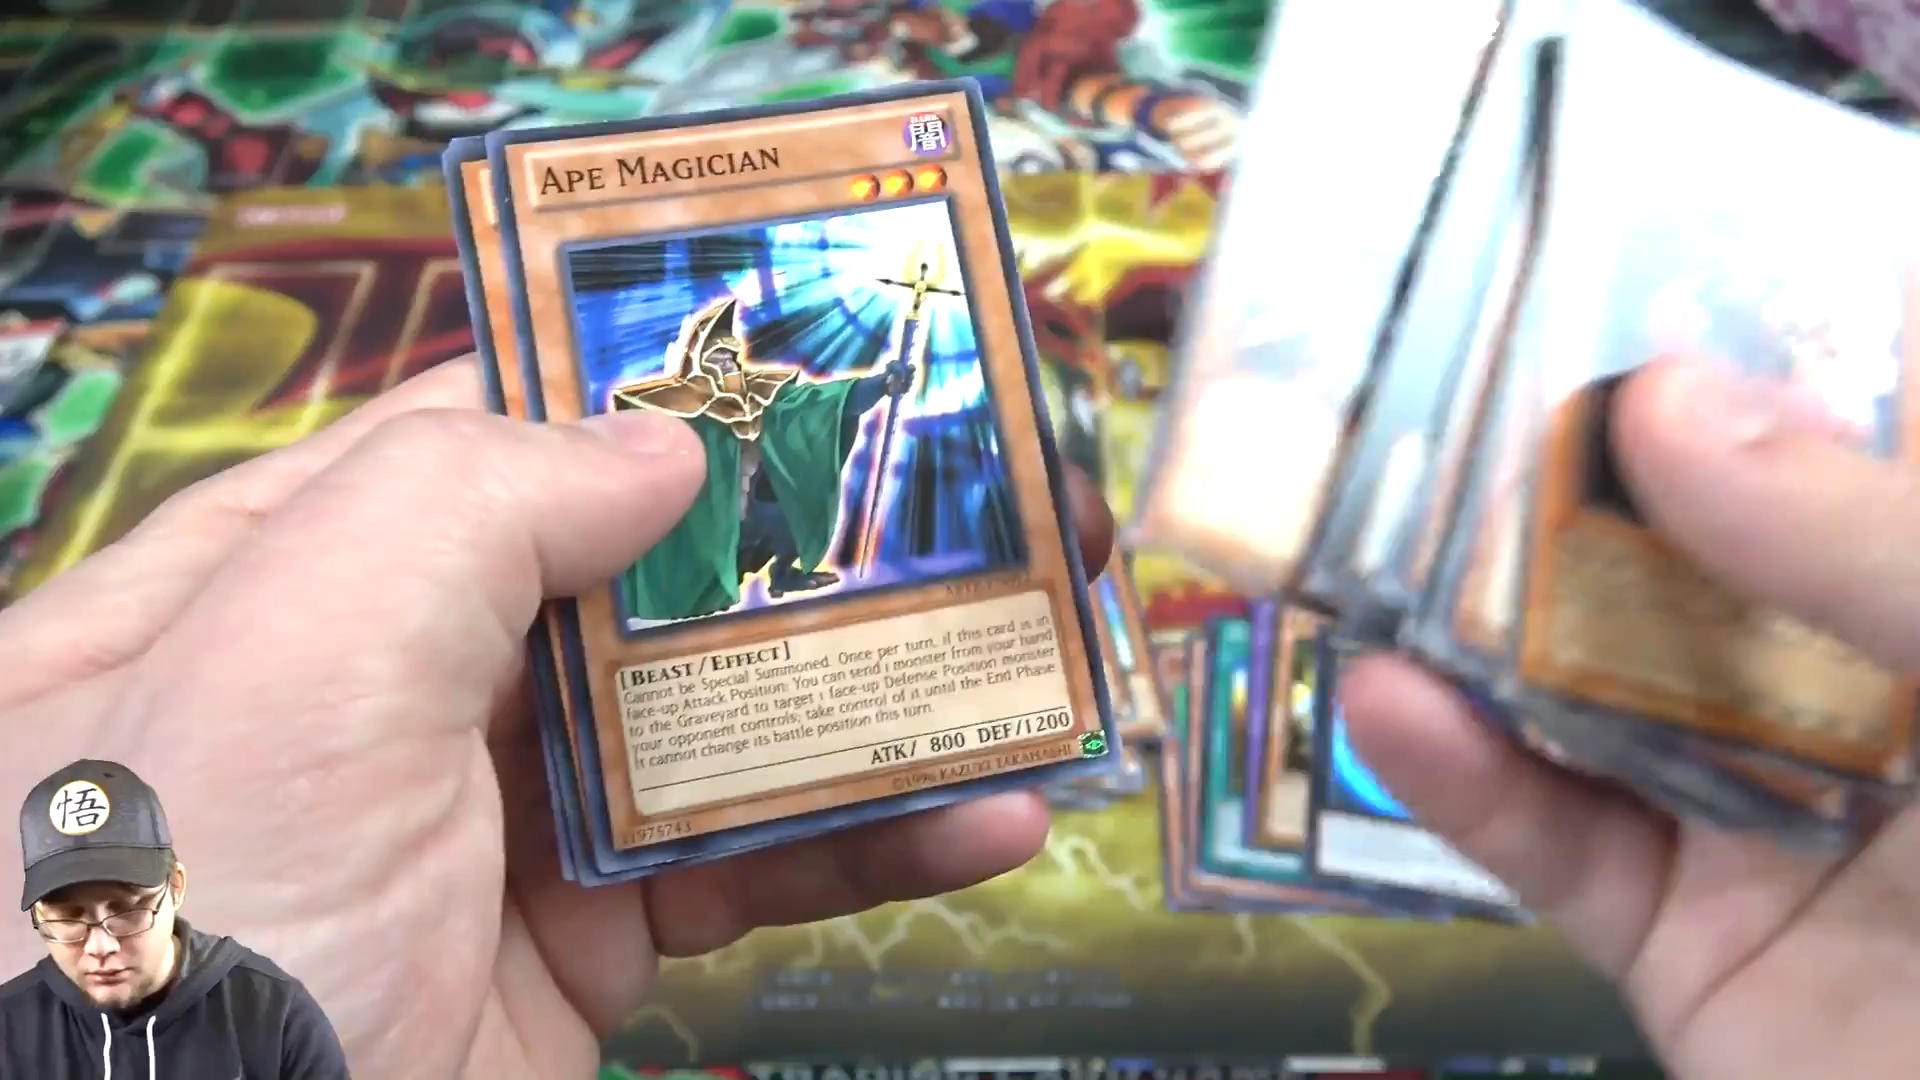 APE MAGICIAN
DARK
闇
[BEAST/EFFECT]
Cannot be Special Summoned. Once per turn, if this card is in
face-up Attack Position: You can send 1 monster from your hand
to the Graveyard to target 1 face-up Defense Position monster
your opponent controls; take control of it until the End Phase.
It cannot change its battle position this turn.
ATK/ 800 DEF/1200
©1996 KAZUKI TAKAHASHI
11975743
悟